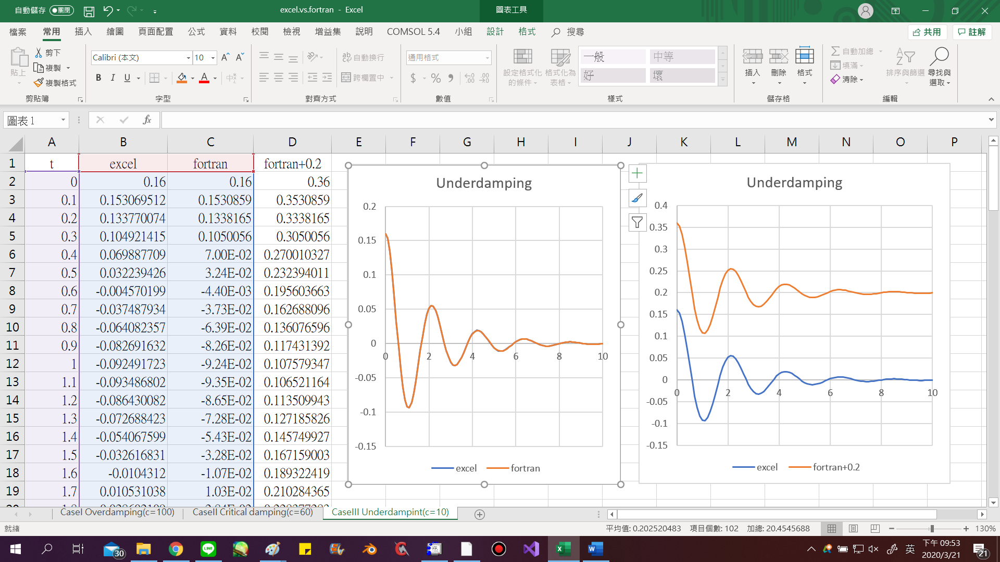 自動儲存 關閉 excel.vs.fortran - Excel 圖表工具
檔案 常用 插入 繪圖 頁面配置 公式 資料 校閱 檢視 增益集 說明 COMSOL 5.4 小組 設計 格式 搜尋 共用 註解
貼上 剪下 複製 複製格式 剪貼簿
Calibri (本文) 10 B I U 字型
自動換行 跨欄置中 對齊方式
通用格式 $ % 數值
設定格式化的條件 格式化為表格 一般 中等 好 壞 樣式
插入 刪除 格式 儲存格
自動加總 填滿 清除 排序與篩選 尋找與選取 編輯
圖表 1 fx
A B C D E F G H I J K L M N O P
1 t excel fortran fortran+0.2
2 0 0.16 0.16 0.36
3 0.1 0.153069512 0.1530859 0.3530859
4 0.2 0.133770074 0.1338165 0.3338165
5 0.3 0.104921415 0.1050056 0.3050056
6 0.4 0.069887709 7.00E-02 0.270010327
7 0.5 0.032239426 3.24E-02 0.232394011
8 0.6 -0.004570199 -4.40E-03 0.195603663
9 0.7 -0.037487934 -3.73E-02 0.162688096
10 0.8 -0.064082357 -6.39E-02 0.136076596
11 0.9 -0.082691632 -8.26E-02 0.117431392
12 1 -0.092491723 -9.24E-02 0.107579347
13 1.1 -0.093486802 -9.35E-02 0.106521164
14 1.2 -0.086430082 -8.65E-02 0.113509943
15 1.3 -0.072688423 -7.28E-02 0.127185826
16 1.4 -0.054067599 -5.43E-02 0.145749927
17 1.5 -0.032616831 -3.28E-02 0.167159003
18 1.6 -0.0104312 -1.07E-02 0.189322419
19 1.7 0.010531038 1.03E-02 0.210284365
Underdamping
0.2
0.15
0.1
0.05
0
0 2 4 6 8 10
-0.05
-0.1
-0.15
excel fortran
Underdamping
0.4
0.35
0.3
0.25
0.2
0.15
0.1
0.05
0
0 2 4 6 8 10
-0.05
-0.1
-0.15
excel fortran+0.2
CaseI Overdamping(c=100) CaseII Critical damping(c=60) CaseIII Underdampint(c=10)
就緒 平均值: 0.202520483 項目個數: 102 加總: 20.4545688 130%
30 LINE 英 下午 09:53
2020/3/21 21